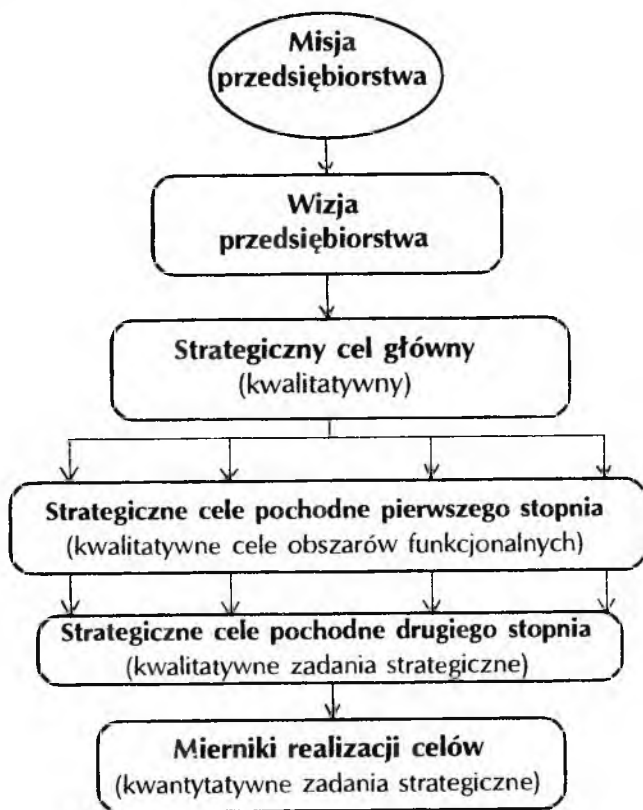 Misja
przedsiębiorstwa
Wizja
przedsiębiorstwa
Strategiczny cel główny
(kwalitatywny)
Strategiczne cele pochodne pierwszego stopnia
(kwalitatywne cele obszarów funkcjonalnych)
Strategiczne cele pochodne drugiego stopnia
(kwalitatywne zadania strategiczne)
Mierniki realizacji celów
(kwantytatywne zadania strategiczne)